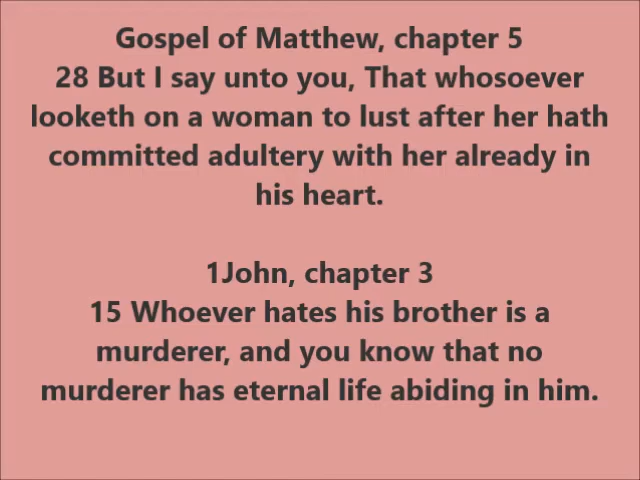 Gospel of Matthew, chapter 5
28 But I say unto you, That whosoever
looketh on a woman to lust after her hath
committed adultery with her already in
his heart.
1John, chapter 3
15 Whoever hates his brother is a
murderer, and you know that no
murderer has eternal life abiding in him.